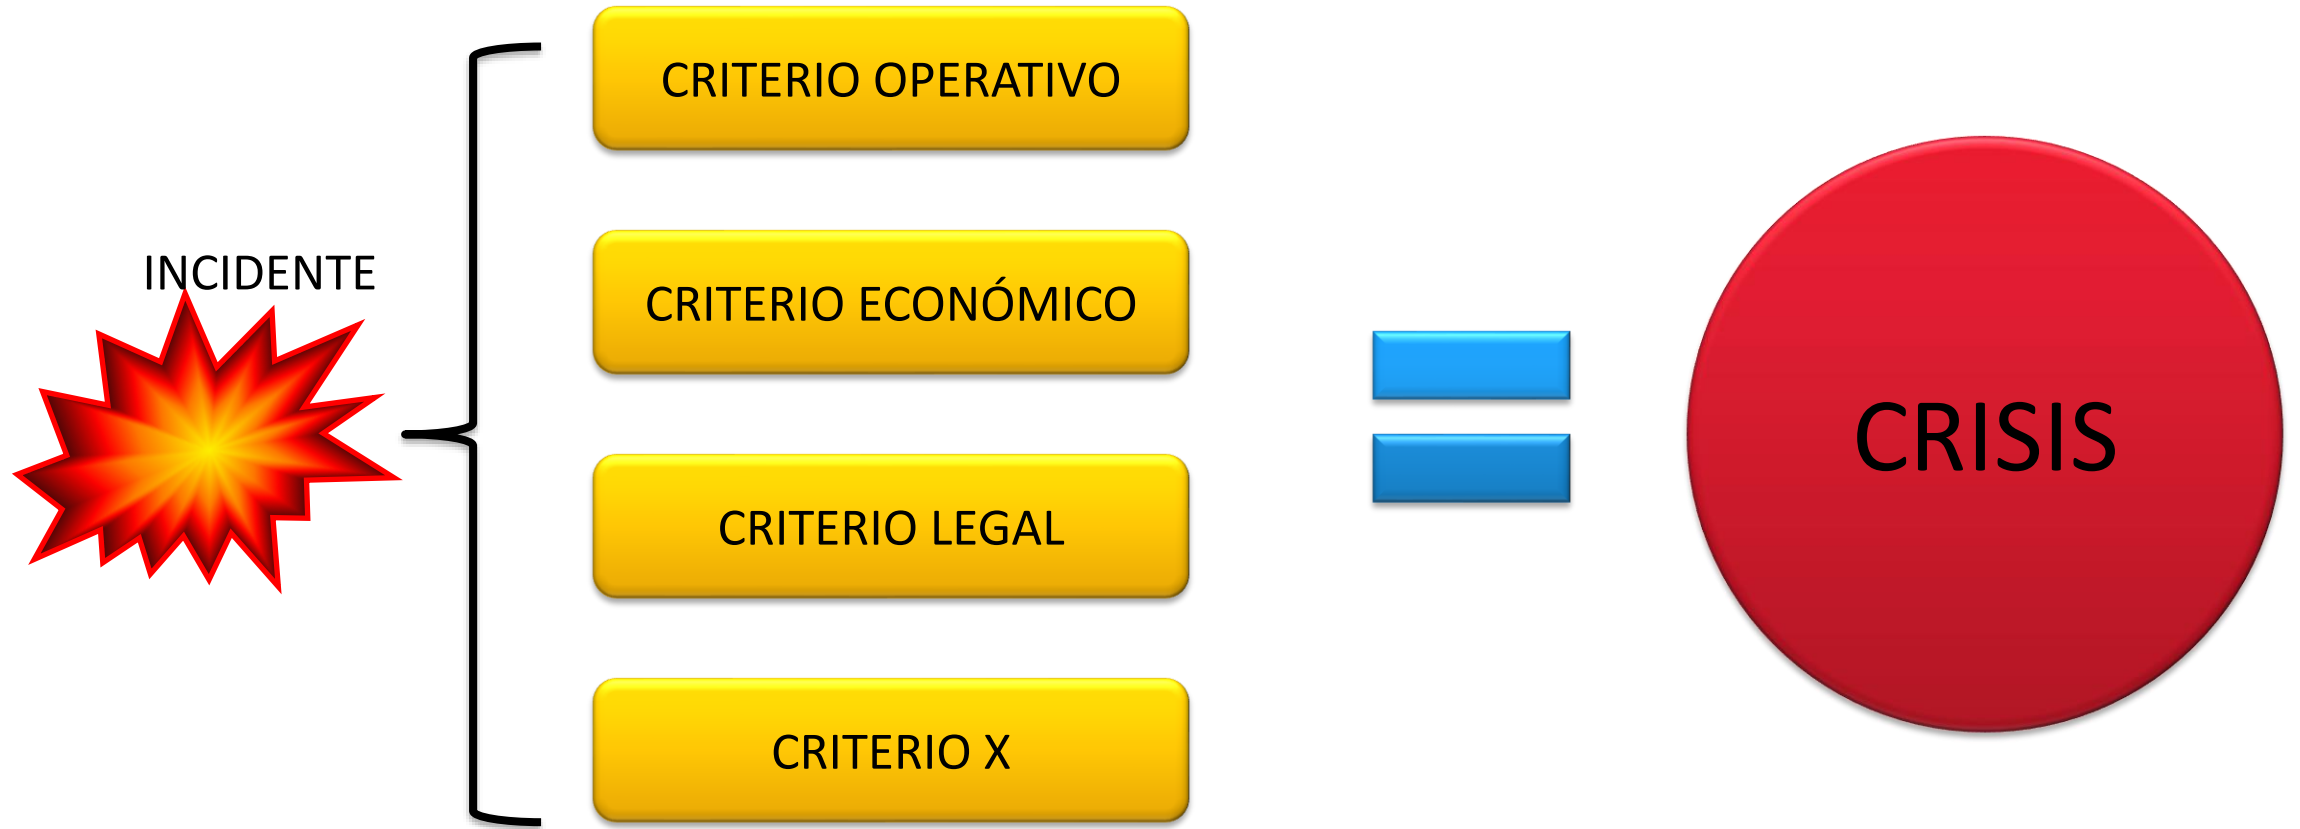 INCIDENTE
CRITERIO OPERATIVO
CRITERIO ECONÓMICO
CRITERIO LEGAL
CRITERIO X
CRISIS